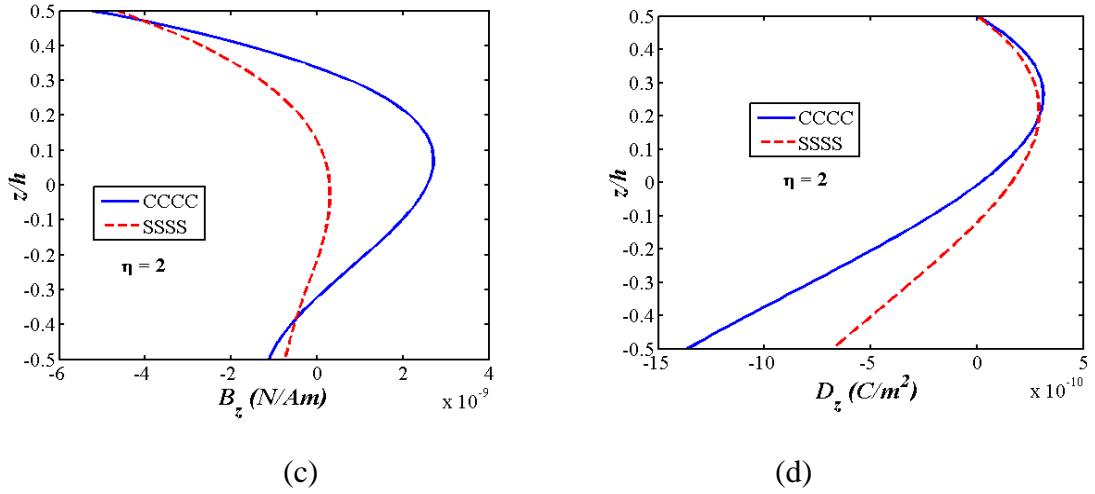 0.5
0.4
0.3
0.2
0.1
0
-0.1
-0.2
-0.3
-0.4
-0.5
z/h
CCCC
SSSS
η = 2
-6
-4
-2
0
2
4
x 10^-9
B_z (N/Am)
(c)
0.5
0.4
0.3
0.2
0.1
0
-0.1
-0.2
-0.3
-0.4
-0.5
z/h
CCCC
SSSS
η = 2
-15
-10
-5
0
5
x 10^-10
D_z (C/m^2)
(d)